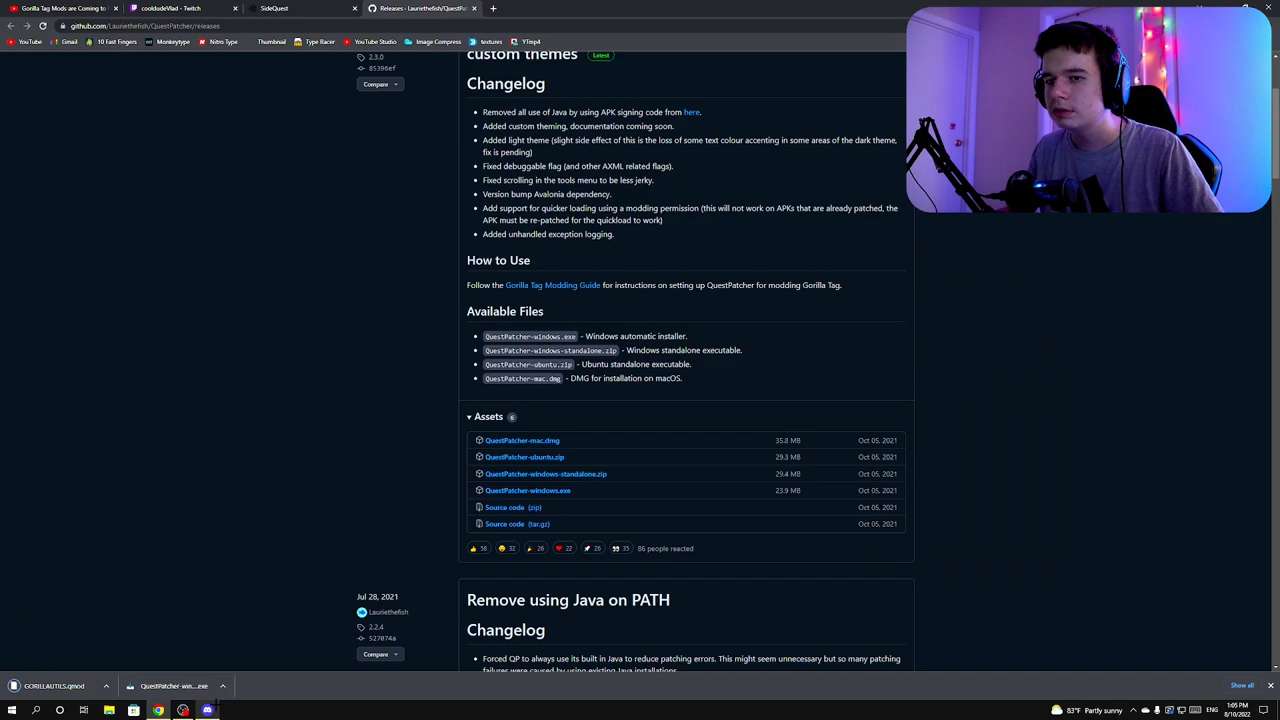 Gorilla Tag Mods are Coming to
cooldudeVlad - Twitch
SideQuest
Releases · Lauriethefish/QuestPat
github.com/Lauriethefish/QuestPatcher/releases
YouTube
Gmail
10 Fast Fingers
Monkeytype
Nitro Type
Thumbnail
Type Racer
YouTube Studio
Image Compress
textures
YTmp4
2.3.0
85396ef
Compare
custom themes Latest
Changelog
Removed all use of Java by using APK signing code from here.
Added custom theming, documentation coming soon.
Added light theme (slight side effect of this is the loss of some text colour accenting in some areas of the dark theme,
fix is pending)
Fixed debuggable flag (and other AXML related flags).
Fixed scrolling in the tools menu to be less jerky.
Version bump Avalonia dependency.
Add support for quicker loading using a modding permission (this will not work on APKs that are already patched, the
APK must be re-patched for the quickload to work)
Added unhandled exception logging.
How to Use
Follow the Gorilla Tag Modding Guide for instructions on setting up QuestPatcher for modding Gorilla Tag.
Available Files
QuestPatcher-windows.exe - Windows automatic installer.
QuestPatcher-windows-standalone.zip - Windows standalone executable.
QuestPatcher-ubuntu.zip - Ubuntu standalone executable.
QuestPatcher-mac.dmg - DMG for installation on macOS.
Assets 6
QuestPatcher-mac.dmg 35.8 MB Oct 05, 2021
QuestPatcher-ubuntu.zip 29.3 MB Oct 05, 2021
QuestPatcher-windows-standalone.zip 29.4 MB Oct 05, 2021
QuestPatcher-windows.exe 23.9 MB Oct 05, 2021
Source code (zip) Oct 05, 2021
Source code (tar.gz) Oct 05, 2021
58 32 26 22 26 35 86 people reacted
Jul 28, 2021
Lauriethefish
2.2.4
527074a
Compare
Remove using Java on PATH
Changelog
Forced QP to always use its built in Java to reduce patching errors. This might seem unnecessary but so many patching
failures were caused by using existing Java installations.
GORILLAUTILS.qmod
QuestPatcher-win....exe
Show all
83°F Partly sunny
ENG
1:05 PM
8/10/2022